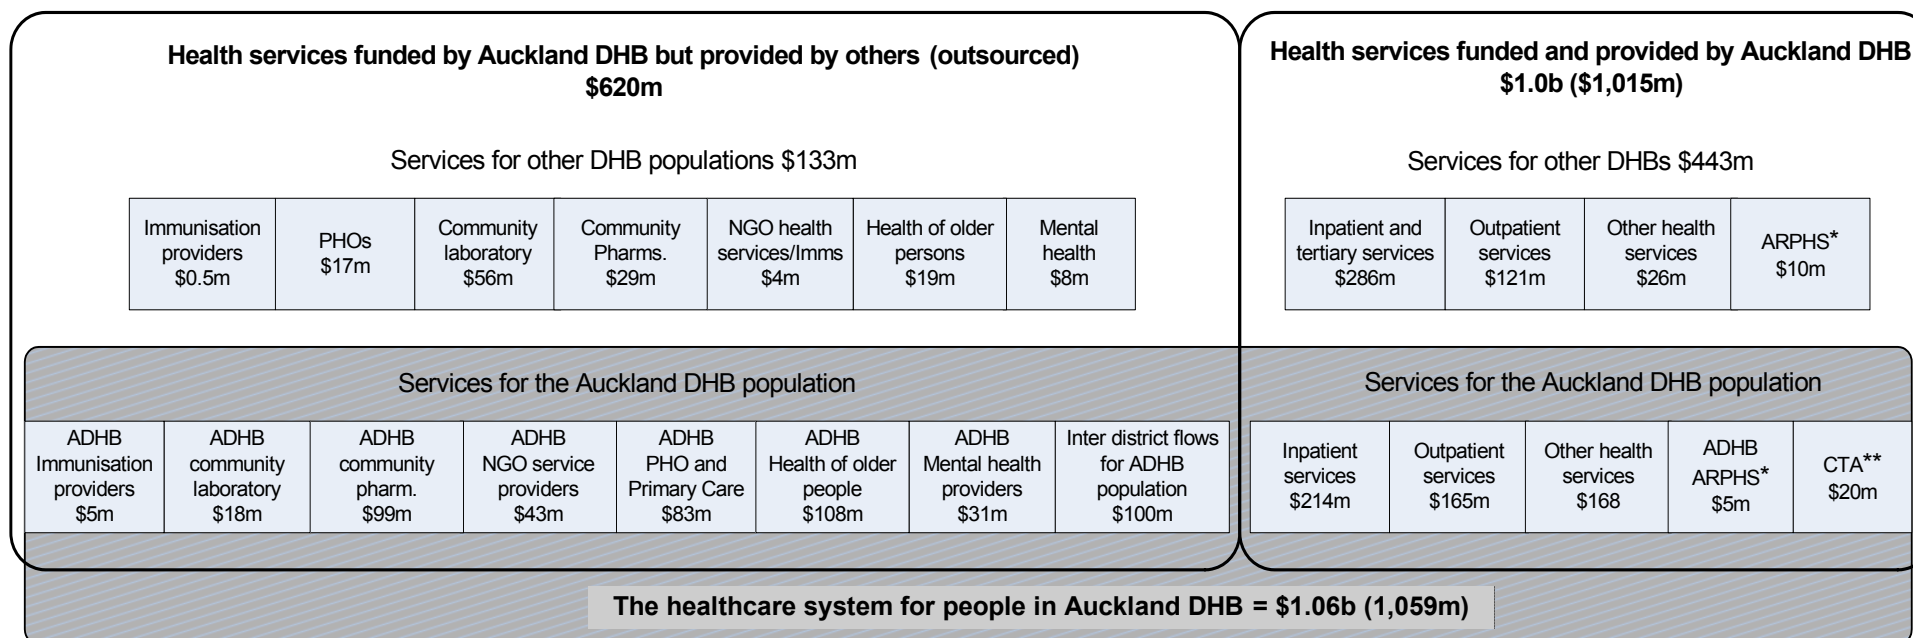 Health services funded by Auckland DHB but provided by others (outsourced)
$620m
Services for other DHB populations $133m
Immunisation
providers
$0.5m
PHOs
$17m
Community
laboratory
$56m
Community
Pharms.
$29m
NGO health
services/Imms
$4m
Health of older
persons
$19m
Mental
health
$8m
Health services funded and provided by Auckland DHB
$1.0b ($1,015m)
Services for other DHBs $443m
Inpatient and
tertiary services
$286m
Outpatient
services
$121m
Other health
services
$26m
ARPHS*
$10m
Services for the Auckland DHB population
ADHB
Immunisation
providers
$5m
ADHB
community
laboratory
$18m
ADHB
community
pharm.
$99m
ADHB
NGO service
providers
$43m
ADHB
PHO and
Primary Care
$83m
ADHB
Health of older
people
$108m
ADHB
Mental health
providers
$31m
Inter district flows
for ADHB
population
$100m
Services for the Auckland DHB population
Inpatient
services
$214m
Outpatient
services
$165m
Other health
services
$168
ADHB
ARPHS*
$5m
CTA**
$20m
The healthcare system for people in Auckland DHB = $1.06b (1,059m)